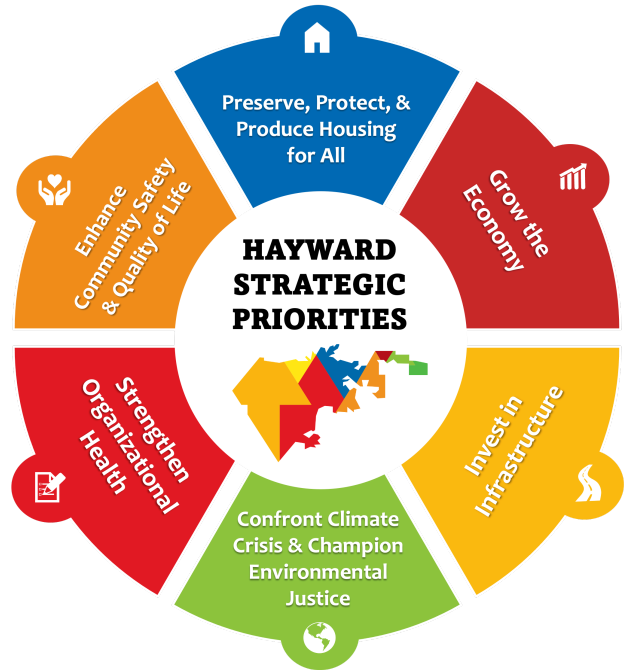 HAYWARD
STRATEGIC
PRIORITIES
Preserve, Protect, &
Produce Housing
for All
Grow the
Economy
Invest in
Infrastructure
Confront Climate
Crisis & Champion
Environmental
Justice
Strengthen
Organizational
Health
Enhance
Community Safety
& Quality of Life